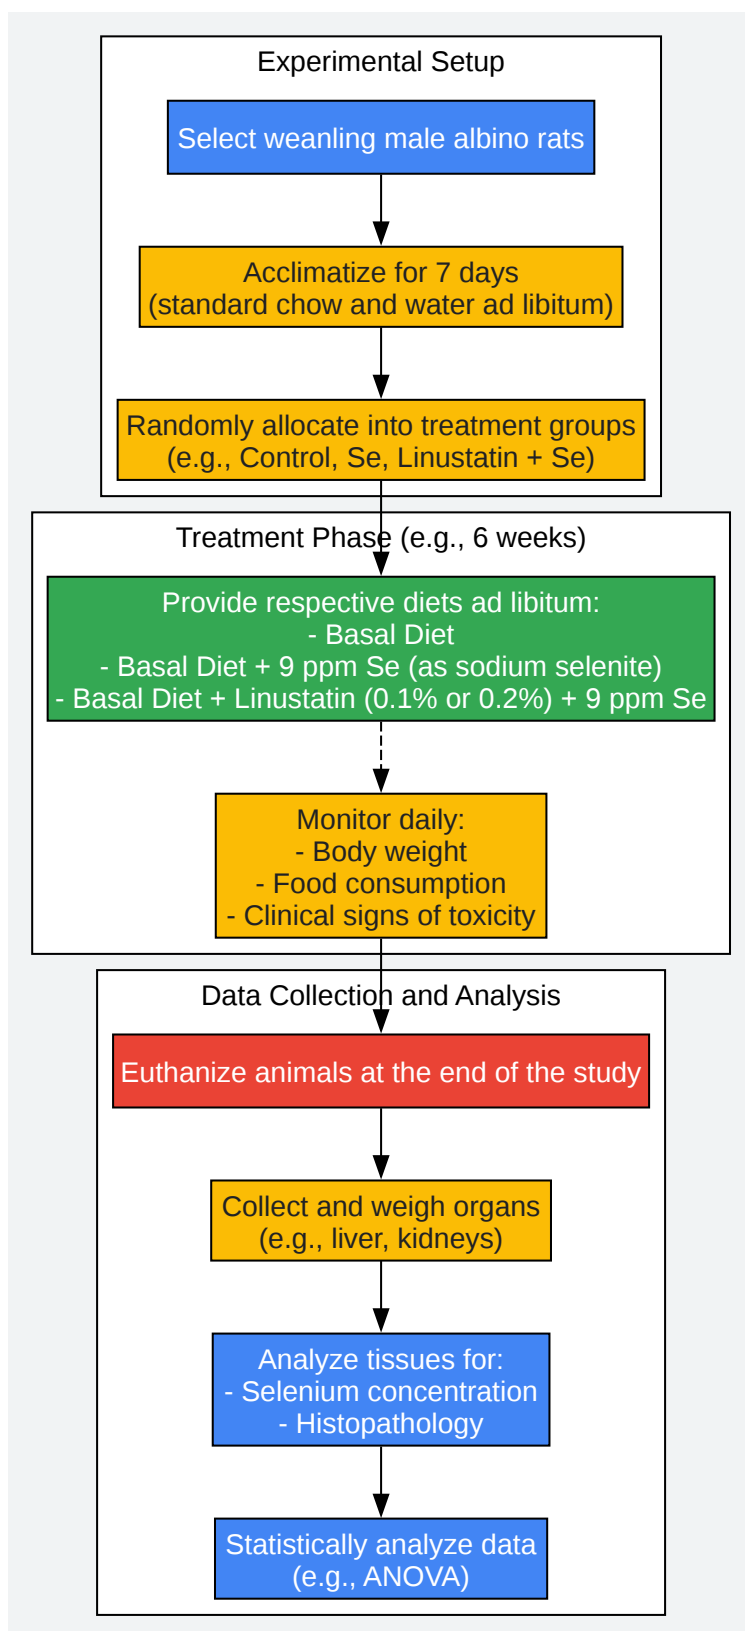 Experimental Setup
Select weanling male albino rats
Acclimatize for 7 days
(standard chow and water ad libitum)
Randomly allocate into treatment groups
(e.g., Control, Se, Linustatin + Se)
Treatment Phase (e.g., 6 weeks)
Provide respective diets ad libitum:
- Basal Diet
- Basal Diet + 9 ppm Se (as sodium selenite)
- Basal Diet + Linustatin (0.1% or 0.2%) + 9 ppm Se
Monitor daily:
- Body weight
- Food consumption
- Clinical signs of toxicity
Data Collection and Analysis
Euthanize animals at the end of the study
Collect and weigh organs
(e.g., liver, kidneys)
Analyze tissues for:
- Selenium concentration
- Histopathology
Statistically analyze data
(e.g., ANOVA)